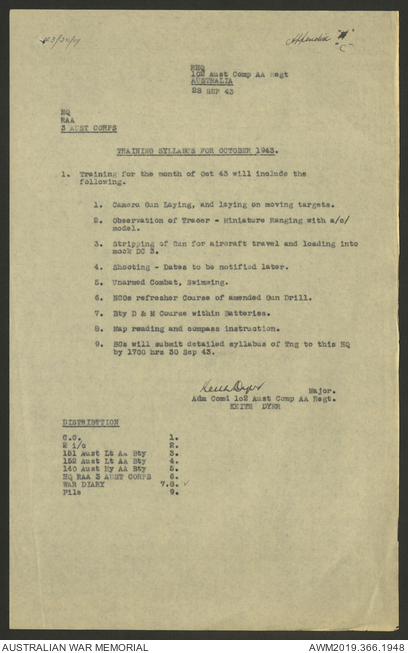 Appendix "A"
C
RHQ
102 Aust Comp AA Regt
AUSTRALIA
28 SEP 43
HQ
RAA
3 AUST CORPS
TRAINING SYLLABUS FOR OCTOBER 1943.
1. Training for the month of Oct 43 will include the
following.
1. Camera Gun Laying, and laying on moving targets.
2. Observation of Tracer - Miniature Ranging with a/c/
model.
3. Stripping of Gun for aircraft travel and loading into
mock DC 3.
4. Shooting - Dates to be notified later.
5. Unarmed Combat, Swimming.
6. NCOs refresher Course of amended Gun Drill.
7. Bty D & M Course within Batteries.
8. Map reading and compass instruction.
9. BCs will submit detailed syllabus of Tng to this HQ
by 1700 hrs 30 Sep 43.
Keith Dyer Major.
Adm Comd 102 Aust Comp AA Regt.
KEITH DYER
DISTRIBUTION
C.O. 1.
2 i/c 2.
151 Aust Lt AA Bty 3.
152 Aust Lt AA Bty 4.
140 Aust Hy AA Bty 5.
HQ RAA 3 AUST CORPS 6.
WAR DIARY 7.8. ✓
File 9.
AUSTRALIAN WAR MEMORIAL AWM2019.366.1948